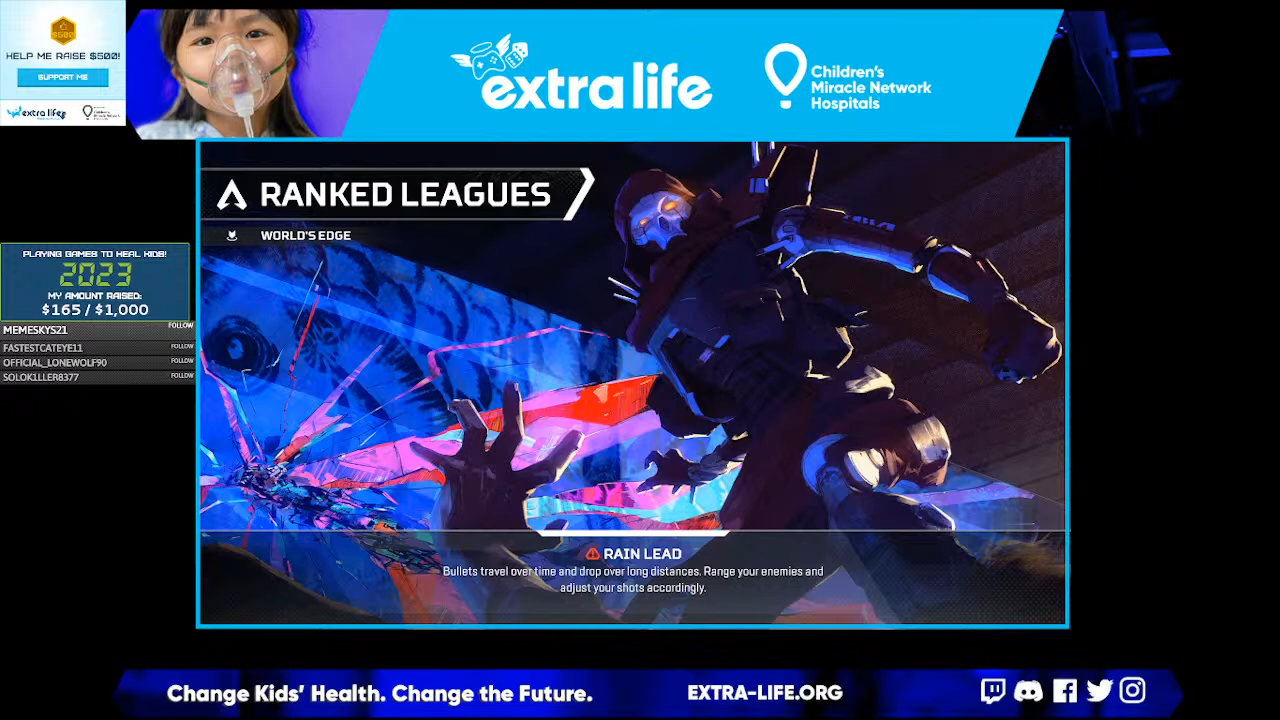 $500
HELP ME RAISE $500!
SUPPORT ME
extra life
extra life
Children's
Miracle Network
Hospitals
RANKED LEAGUES
WORLD'S EDGE
PLAYING GAMES TO HEAL KIDS!
2023
MY AMOUNT RAISED:
$165 / $1,000
MEMESKYS21 FOLLOW
FASTESTCATEYE11 FOLLOW
OFFICIAL_LONEWOLF90 FOLLOW
SOLOK1LLER8377 FOLLOW
RAIN LEAD
Bullets travel over time and drop over long distances. Range your enemies and
adjust your shots accordingly.
Change Kids' Health. Change the Future.
EXTRA-LIFE.ORG